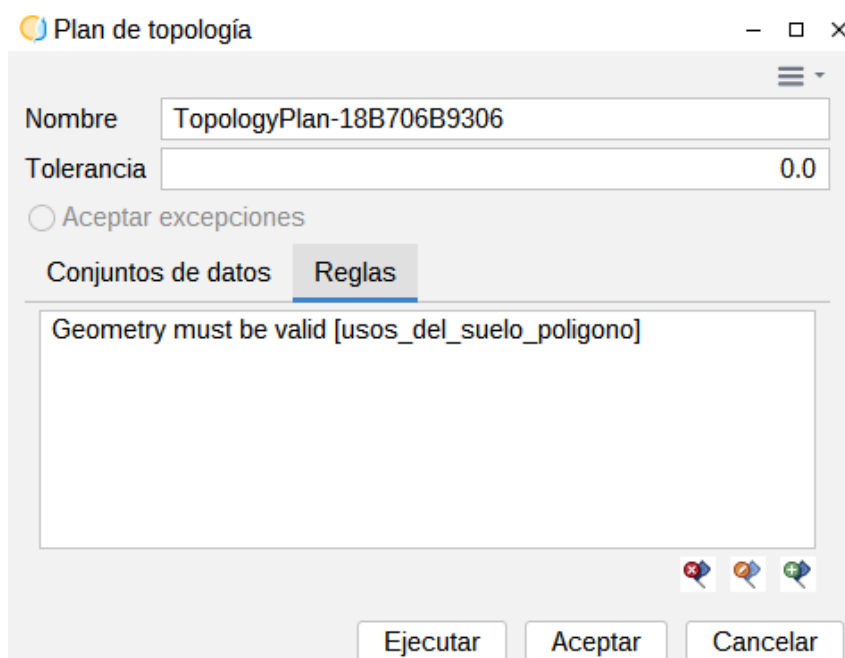 Plan de topología
Nombre TopologyPlan-18B706B9306
Tolerancia 0.0
Aceptar excepciones
Conjuntos de datos Reglas
Geometry must be valid [usos_del_suelo_poligono]
Ejecutar Aceptar Cancelar